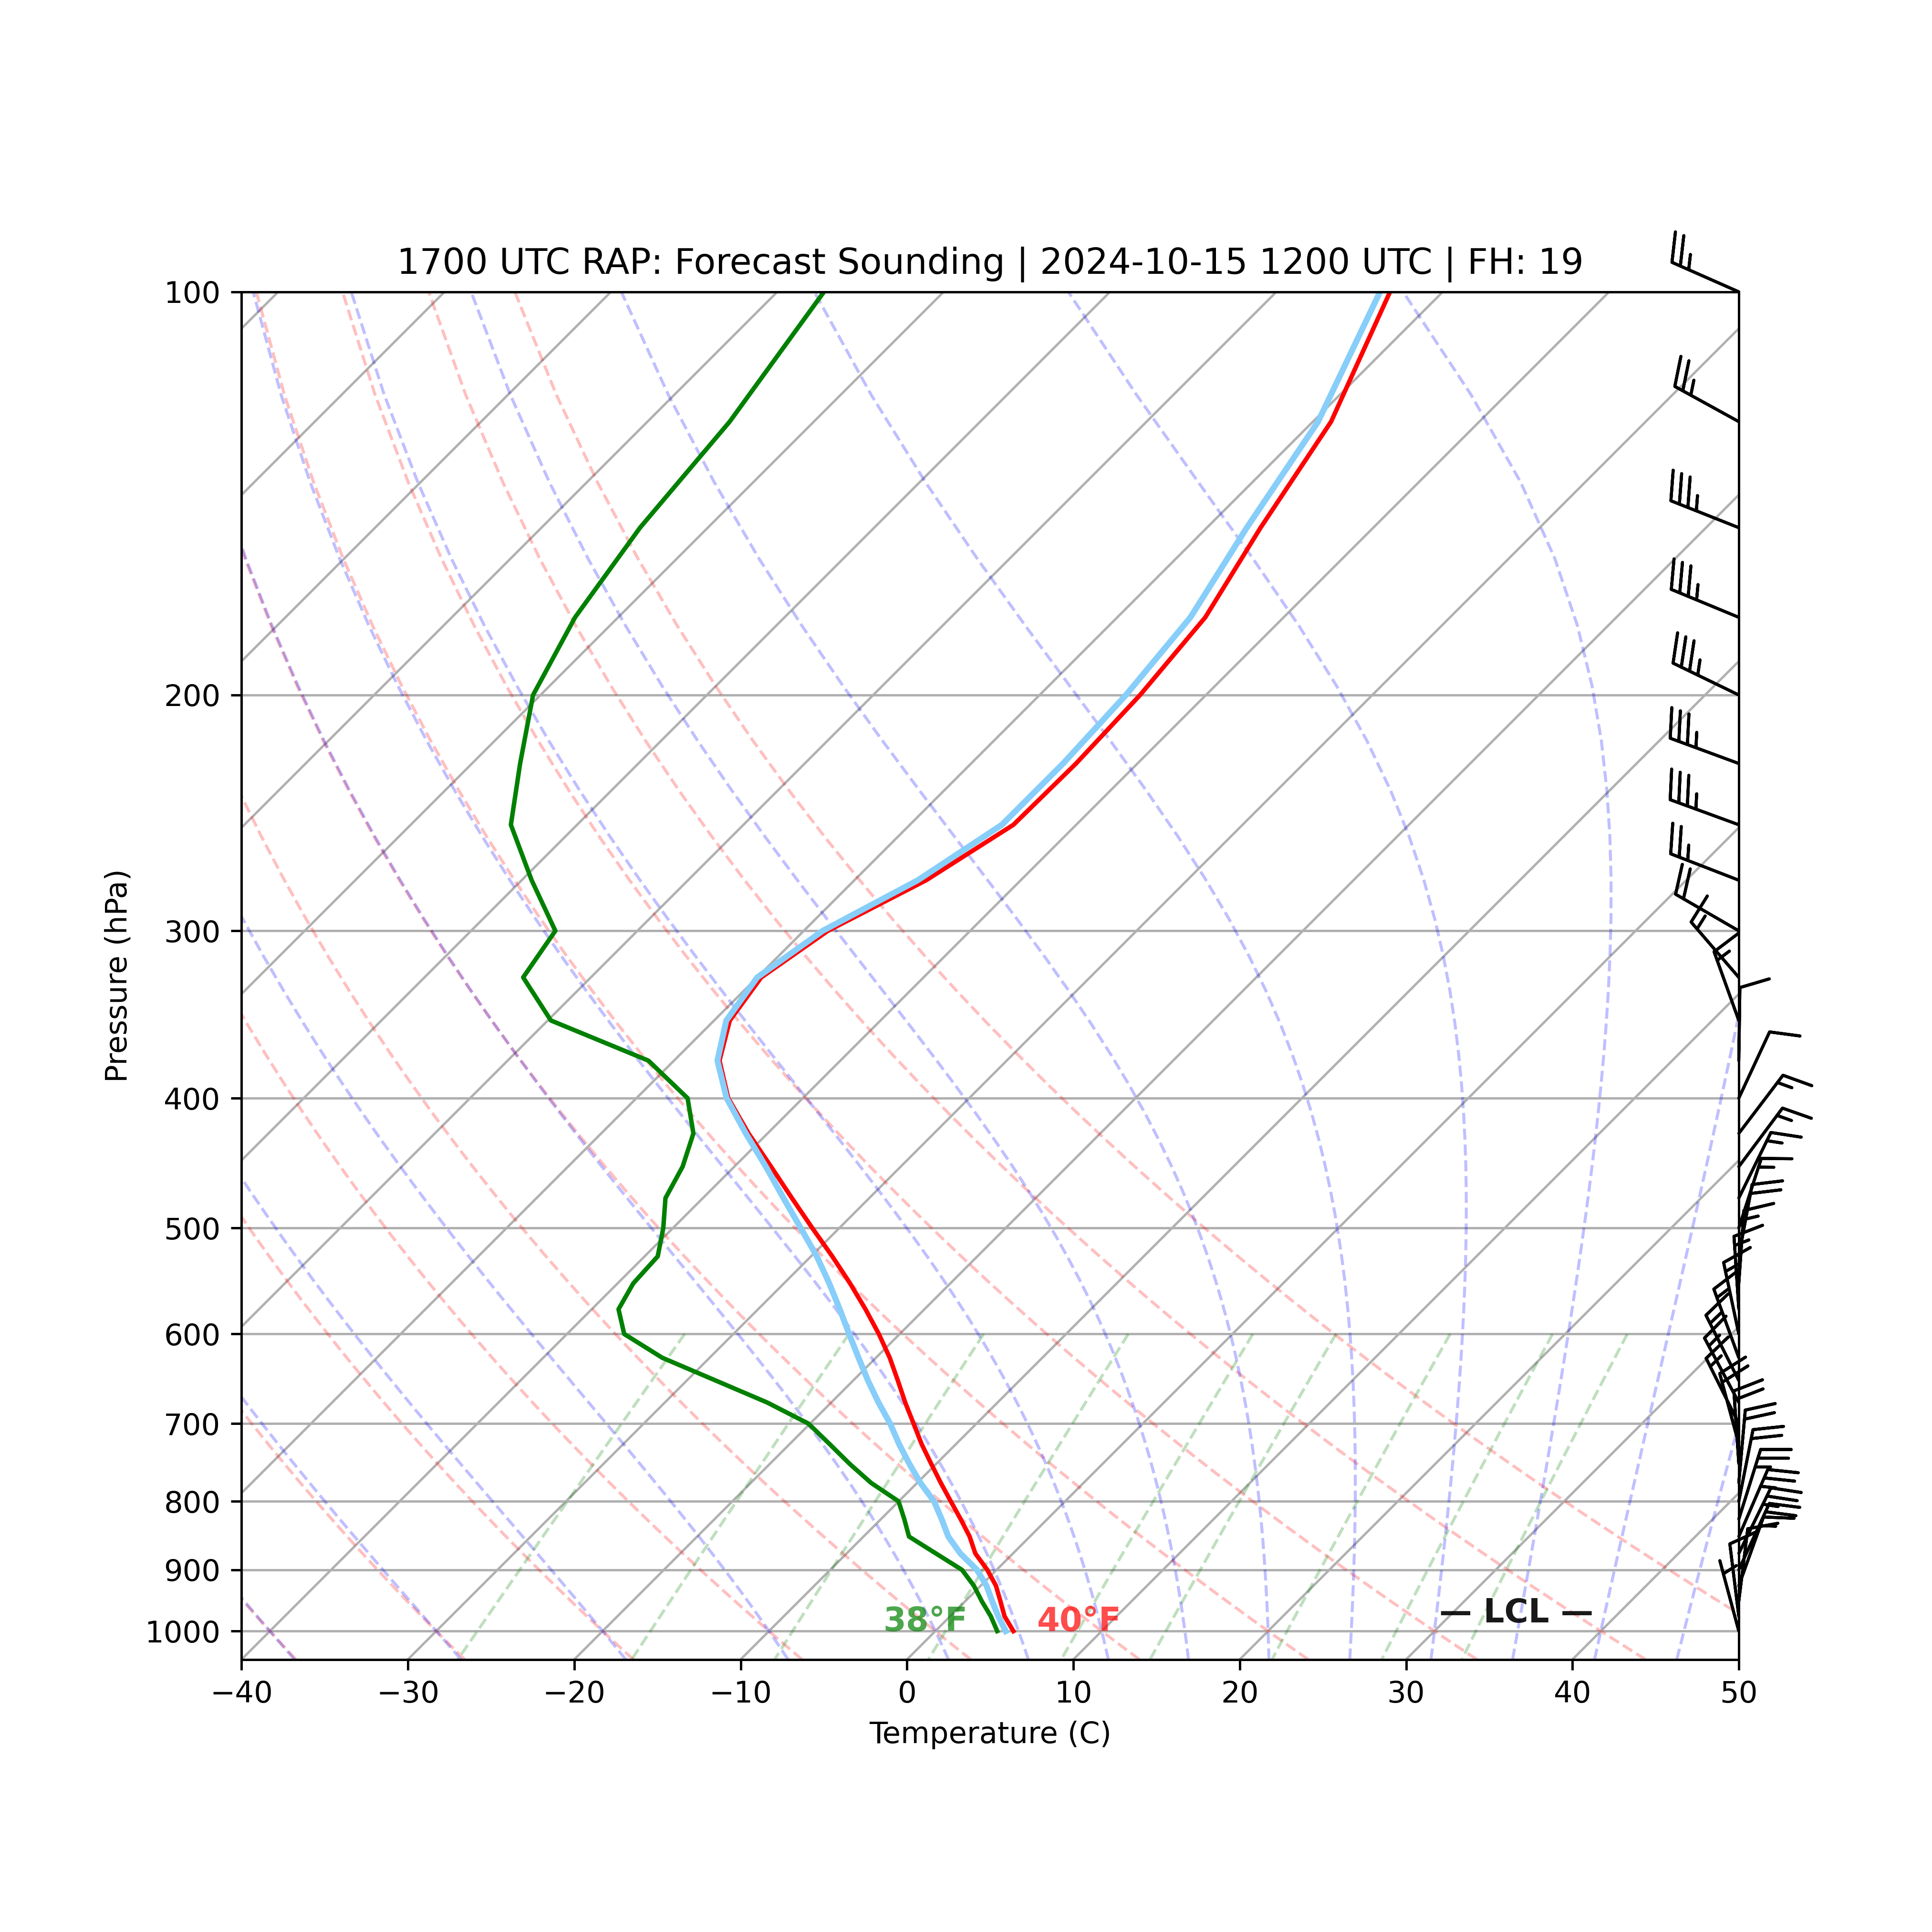 1700 UTC RAP: Forecast Sounding | 2024-10-15 1200 UTC | FH: 19
100
200
300
400
500
600
700
800
900
1000
Pressure (hPa)
38°F 40°F — LCL —
−40 −30 −20 −10 0 10 20 30 40 50
Temperature (C)